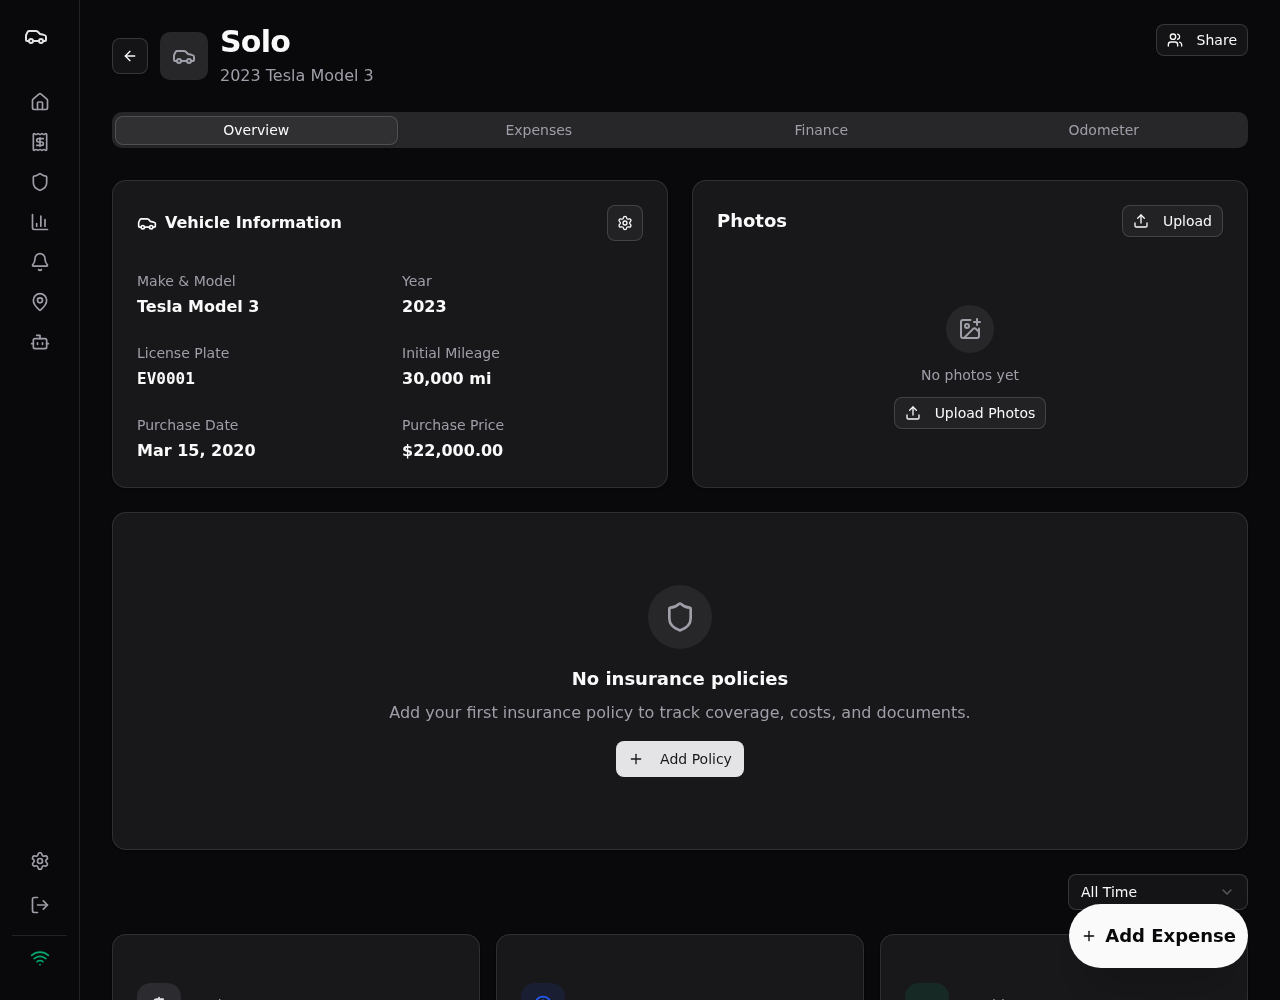 Solo
2023 Tesla Model 3
Share
Overview
Expenses
Finance
Odometer
Vehicle Information
Make & Model
Tesla Model 3
Year
2023
License Plate
EV0001
Initial Mileage
30,000 mi
Purchase Date
Mar 15, 2020
Purchase Price
$22,000.00
Photos
Upload
No photos yet
Upload Photos
No insurance policies
Add your first insurance policy to track coverage, costs, and documents.
Add Policy
All Time
Add Expense